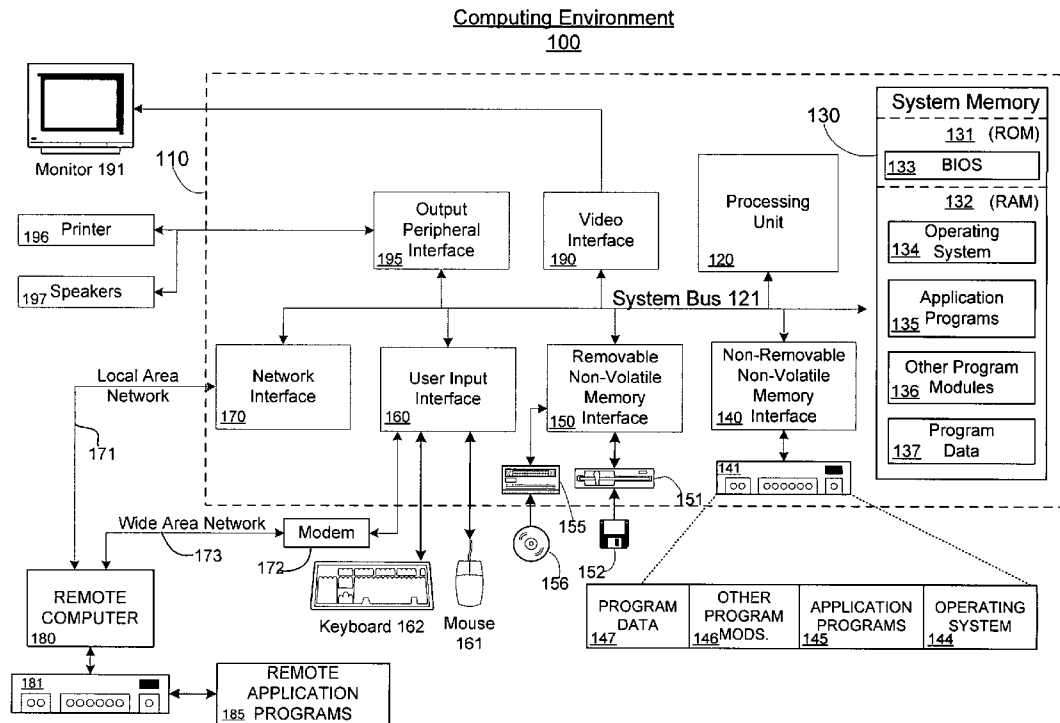 Computing Environment
100
Monitor 191
110
130
System Memory
131 (ROM)
133 BIOS
132 (RAM)
134 Operating System
135 Application Programs
136 Other Program Modules
137 Program Data
196 Printer
197 Speakers
Output
Peripheral
Interface
195
Video
Interface
190
Processing
Unit
120
System Bus 121
Local Area
Network
171
Network
Interface
170
User Input
Interface
160
Removable
Non-Volatile
Memory
150 Interface
Non-Removable
Non-Volatile
Memory
140 Interface
141
151
155
156
152
Wide Area Network
173
Modem
172
Keyboard 162
Mouse
161
REMOTE
COMPUTER
180
181
REMOTE
APPLICATION
185 PROGRAMS
PROGRAM
DATA
147
OTHER
PROGRAM
146 MODS.
APPLICATION
PROGRAMS
145
OPERATING
SYSTEM
144